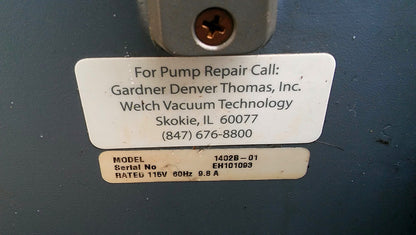 For Pump Repair Call:
Gardner Denver Thomas, Inc.
Welch Vacuum Technology
Skokie, IL 60077
(847) 676-8800
MODEL 1402B-01
Serial No EH101093
RATED 115V 60Hz 9.8 A